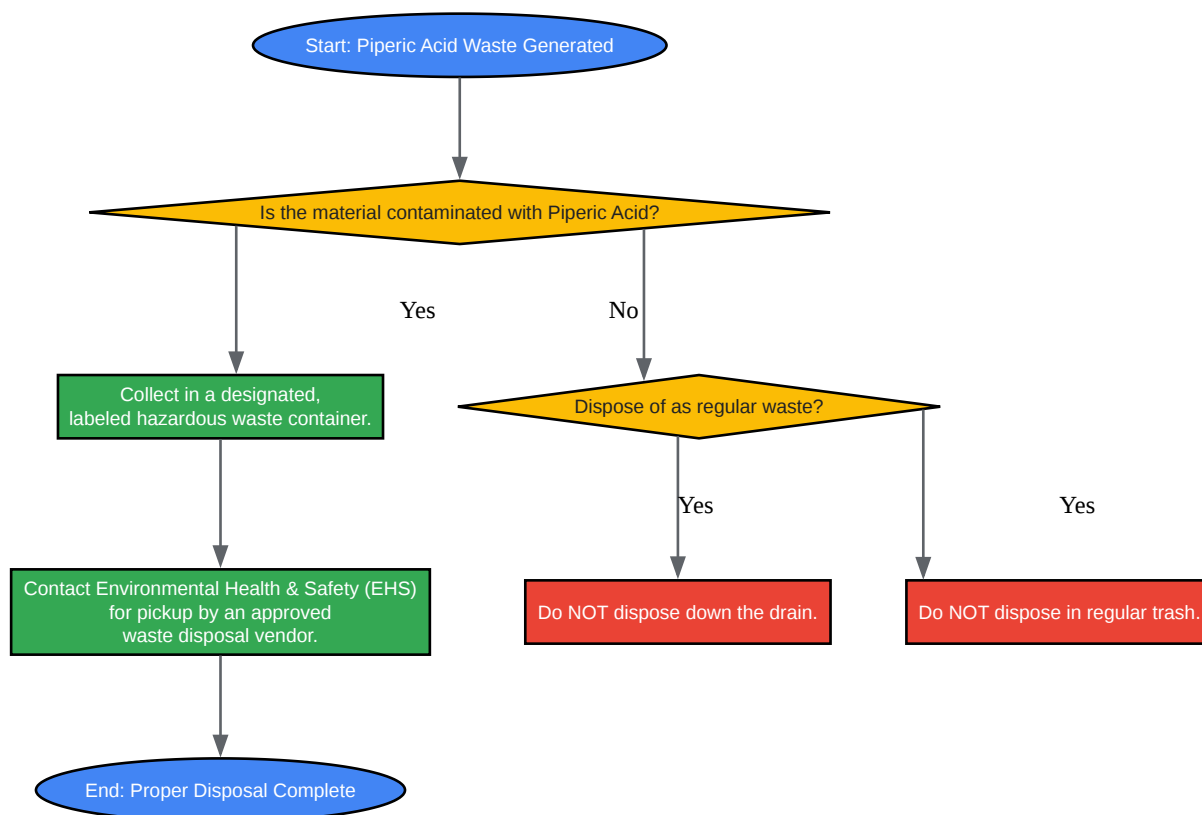 Start: Piperic Acid Waste Generated
Is the material contaminated with Piperic Acid?
Yes
No
Collect in a designated,
labeled hazardous waste container.
Dispose of as regular waste?
Yes
Yes
Contact Environmental Health & Safety (EHS)
for pickup by an approved
waste disposal vendor.
Do NOT dispose down the drain.
Do NOT dispose in regular trash.
End: Proper Disposal Complete